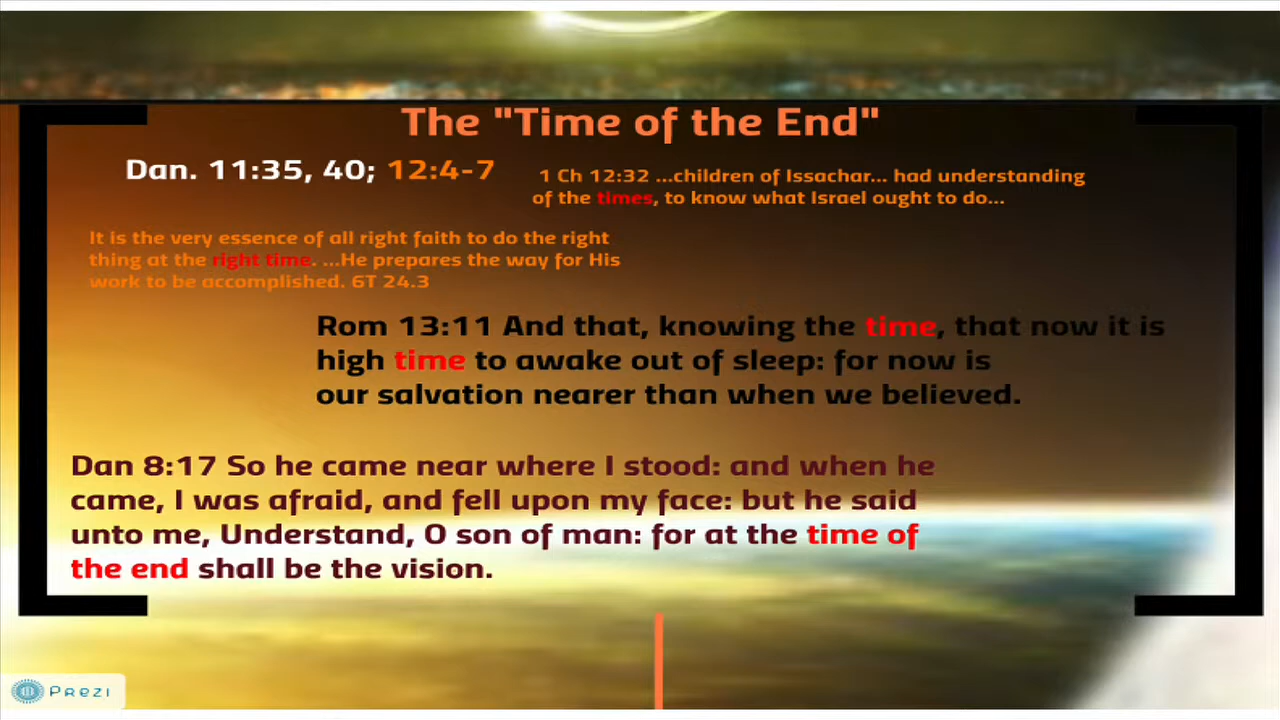 The "Time of the End"
Dan. 11:35, 40; 12:4-7
1 Ch 12:32 ...children of Issachar... had understanding
of the times, to know what Israel ought to do...
It is the very essence of all right faith to do the right
thing at the right time. ...He prepares the way for His
work to be accomplished. 6T 24.3
Rom 13:11 And that, knowing the time, that now it is
high time to awake out of sleep: for now is
our salvation nearer than when we believed.
Dan 8:17 So he came near where I stood: and when he
came, I was afraid, and fell upon my face: but he said
unto me, Understand, O son of man: for at the time of
the end shall be the vision.
Prezi